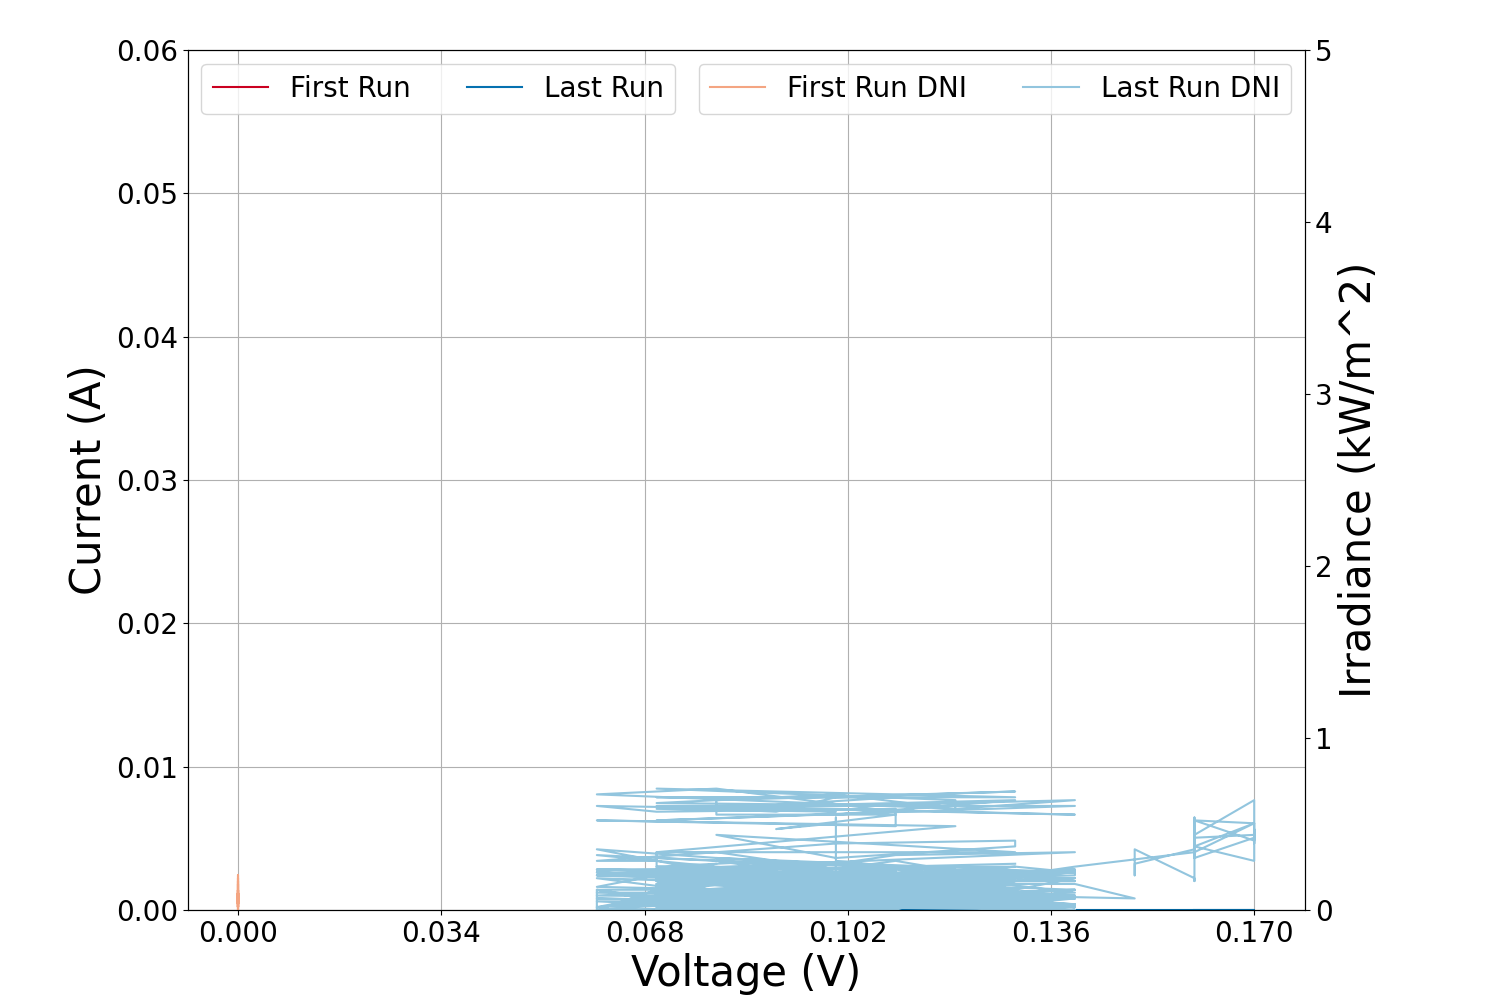 First Run
Last Run
First Run DNI
Last Run DNI
Current (A)
0.06
0.05
0.04
0.03
0.02
0.01
0.00
5
4
3
2
1
0
Irradiance (kW/m^2)
0.000 0.034 0.068 0.102 0.136 0.170
Voltage (V)